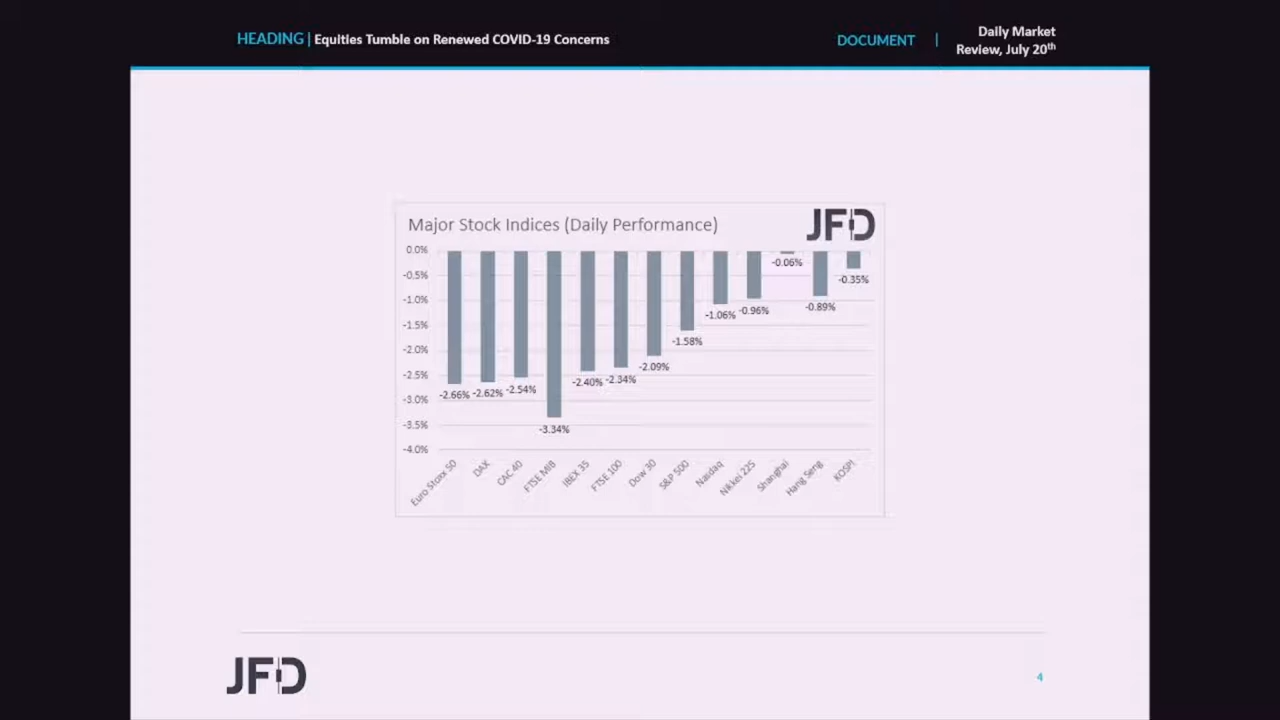 HEADING | Equities Tumble on Renewed COVID-19 Concerns
DOCUMENT | Daily Market
Review, July 20th
Major Stock Indices (Daily Performance)
JFD
0.0%
-0.5%
-1.0%
-1.5%
-2.0%
-2.5%
-3.0%
-3.5%
-4.0%
-2.66%
-2.62%
-2.54%
-3.34%
-2.40%
-2.34%
-2.09%
-1.58%
-1.06%
-0.96%
-0.06%
-0.89%
-0.35%
Euro Stoxx 50
DAX
CAC 40
FTSE MIB
IBEX 35
FTSE 100
Dow 30
S&P 500
Nasdaq
Nikkei 225
Shanghai
Hang Seng
KOSPI
JFD
4